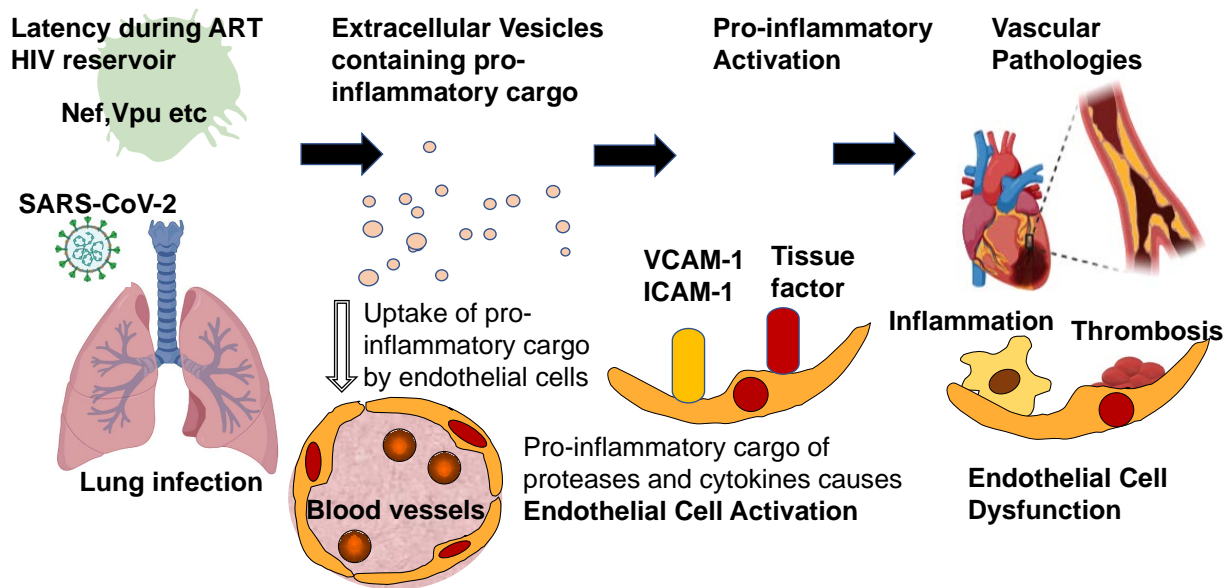 Latency during ART
HIV reservoir
Nef,Vpu etc
SARS-CoV-2
Lung infection
Extracellular Vesicles
containing pro-
inflammatory cargo
Uptake of pro-
inflammatory cargo
by endothelial cells
Blood vessels
Pro-inflammatory
Activation
VCAM-1
ICAM-1
Tissue
factor
Pro-inflammatory cargo of
proteases and cytokines causes
Endothelial Cell Activation
Vascular
Pathologies
Inflammation
Thrombosis
Endothelial Cell
Dysfunction